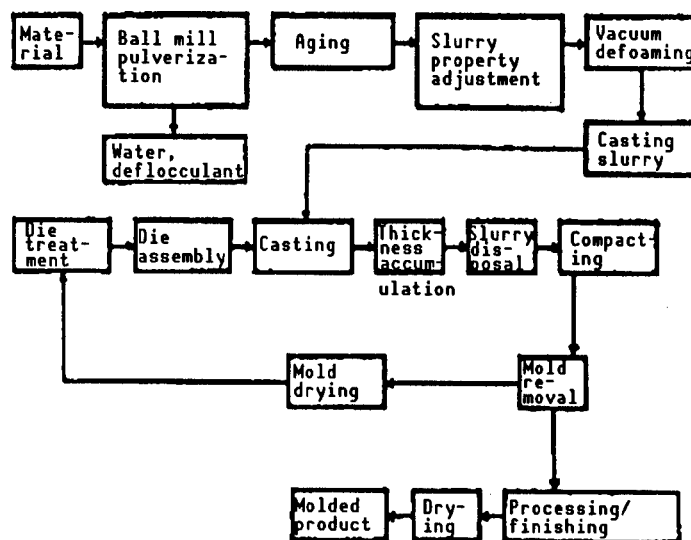 Mate-
rial
Ball mill
pulveriza-
tion
Aging
Slurry
property
adjustment
Vacuum
defoaming
Water,
deflocculant
Casting
slurry
Die
treat-
ment
Die
assembly
Casting
Thick-
ness
accum-
ulation
Slurry
dis-
posal
Compact-
ing
Mold
drying
Mold
re-
moval
Molded
product
Dry-
ing
Processing/
finishing